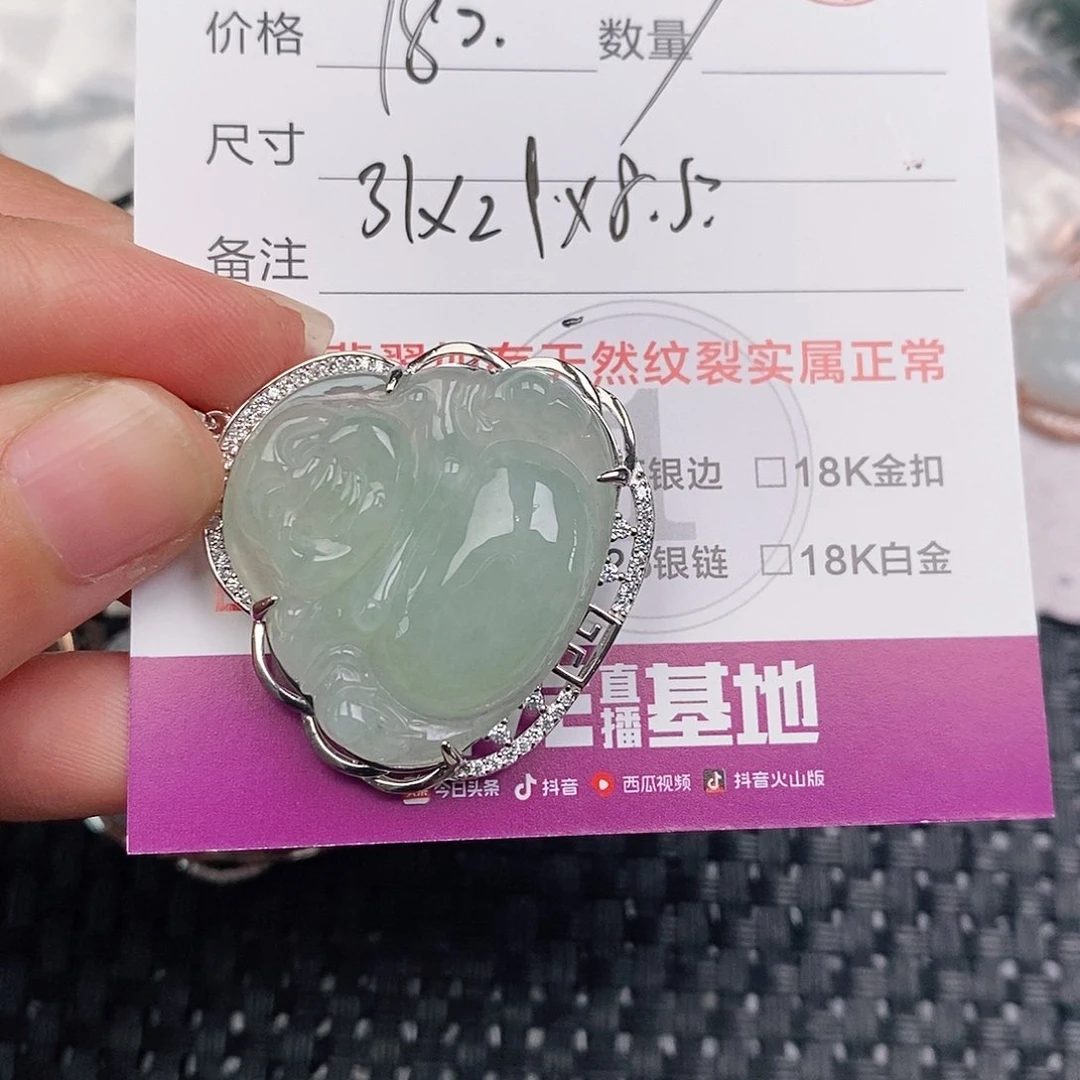 价格 数量
尺寸
31x21x8.5.
备注
然纹裂实属正常
银边 □18K金扣
银链 □18K白金
直播基地
今日头条 抖音 西瓜视频 抖音火山版